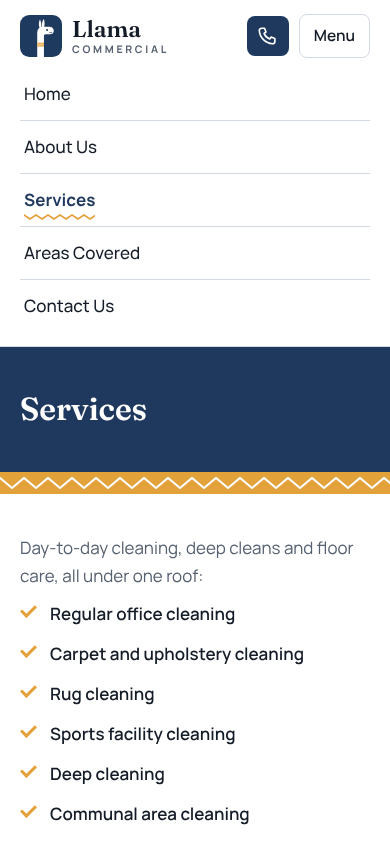 Llama
COMMERCIAL
Menu
Home
About Us
Services
Areas Covered
Contact Us
Services
Day-to-day cleaning, deep cleans and floor
care, all under one roof:
Regular office cleaning
Carpet and upholstery cleaning
Rug cleaning
Sports facility cleaning
Deep cleaning
Communal area cleaning